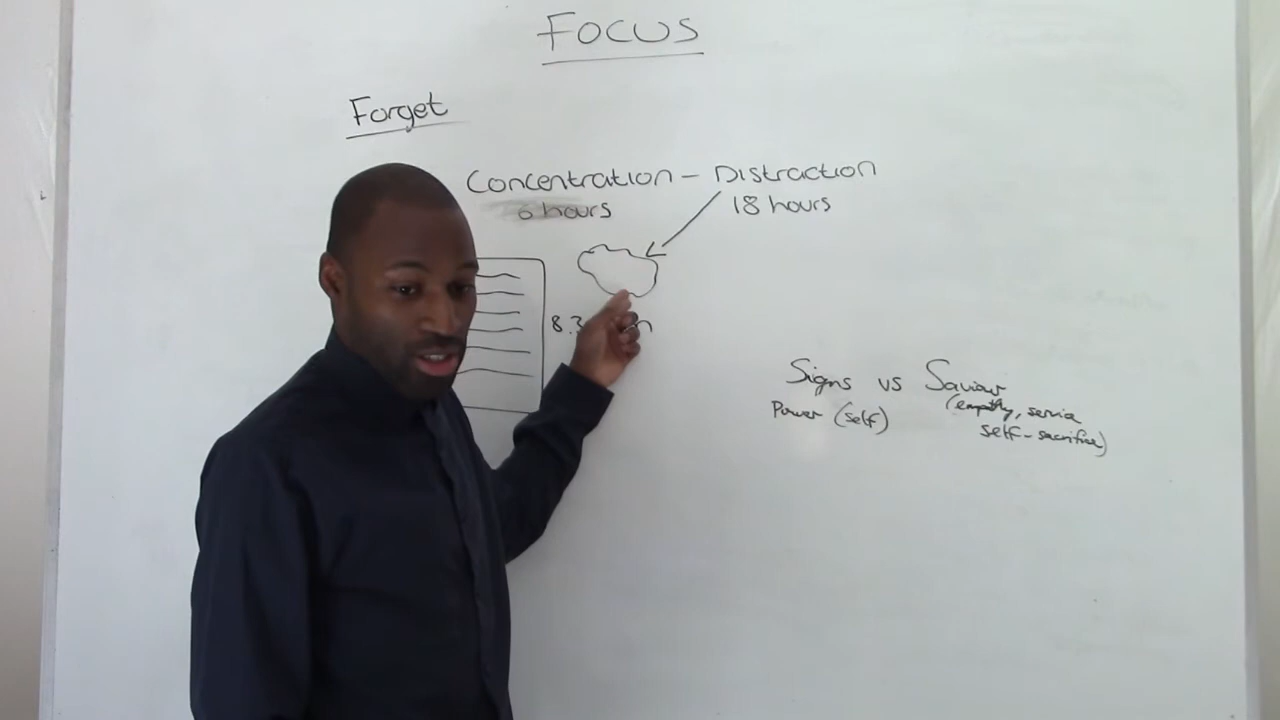 FOCUS
Forget
Concentration - Distraction
6 hours 18 hours
8.3
Signs vs Saviour
Power (self) (empathy, service
self-sacrifice)